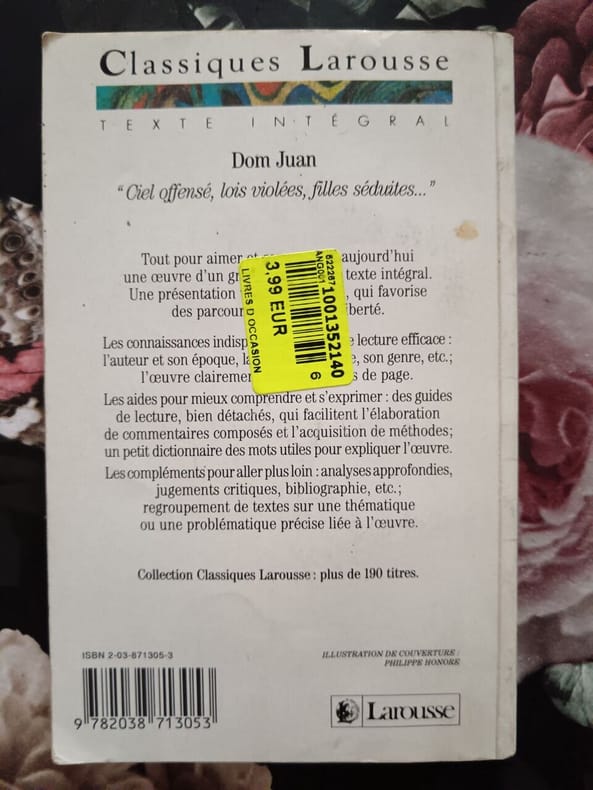 Classiques Larousse
TEXTE INTÉGRAL
Dom Juan
“Ciel offensé, lois violées, filles séduites...”
Tout pour aimer aujourd'hui
une œuvre d'un texte intégral.
Une présentation , qui favorise
des
Les connaissances lecture efficace :
l'auteur et son époque, son genre, etc.;
l'œuvre de page.
Les aides pour mieux comprendre et s'exprimer : des guides
de lecture, bien détachés, qui facilitent l'élaboration
de commentaires composés et l'acquisition de méthodes;
un petit dictionnaire des mots utiles pour expliquer l'œuvre.
Les compléments pour aller plus loin : analyses approfondies,
jugements critiques, bibliographie, etc.;
regroupement de textes sur une thématique
ou une problématique précise liée à l'œuvre.
Collection Classiques Larousse : plus de 190 titres.
LIVRES D OCCASION
3.99 EUR
6
1001352140
622267
ANG001
ISBN 2-03-871305-3
9 782038 713053
ILLUSTRATION DE COUVERTURE :
PHILIPPE HONORE
Larousse